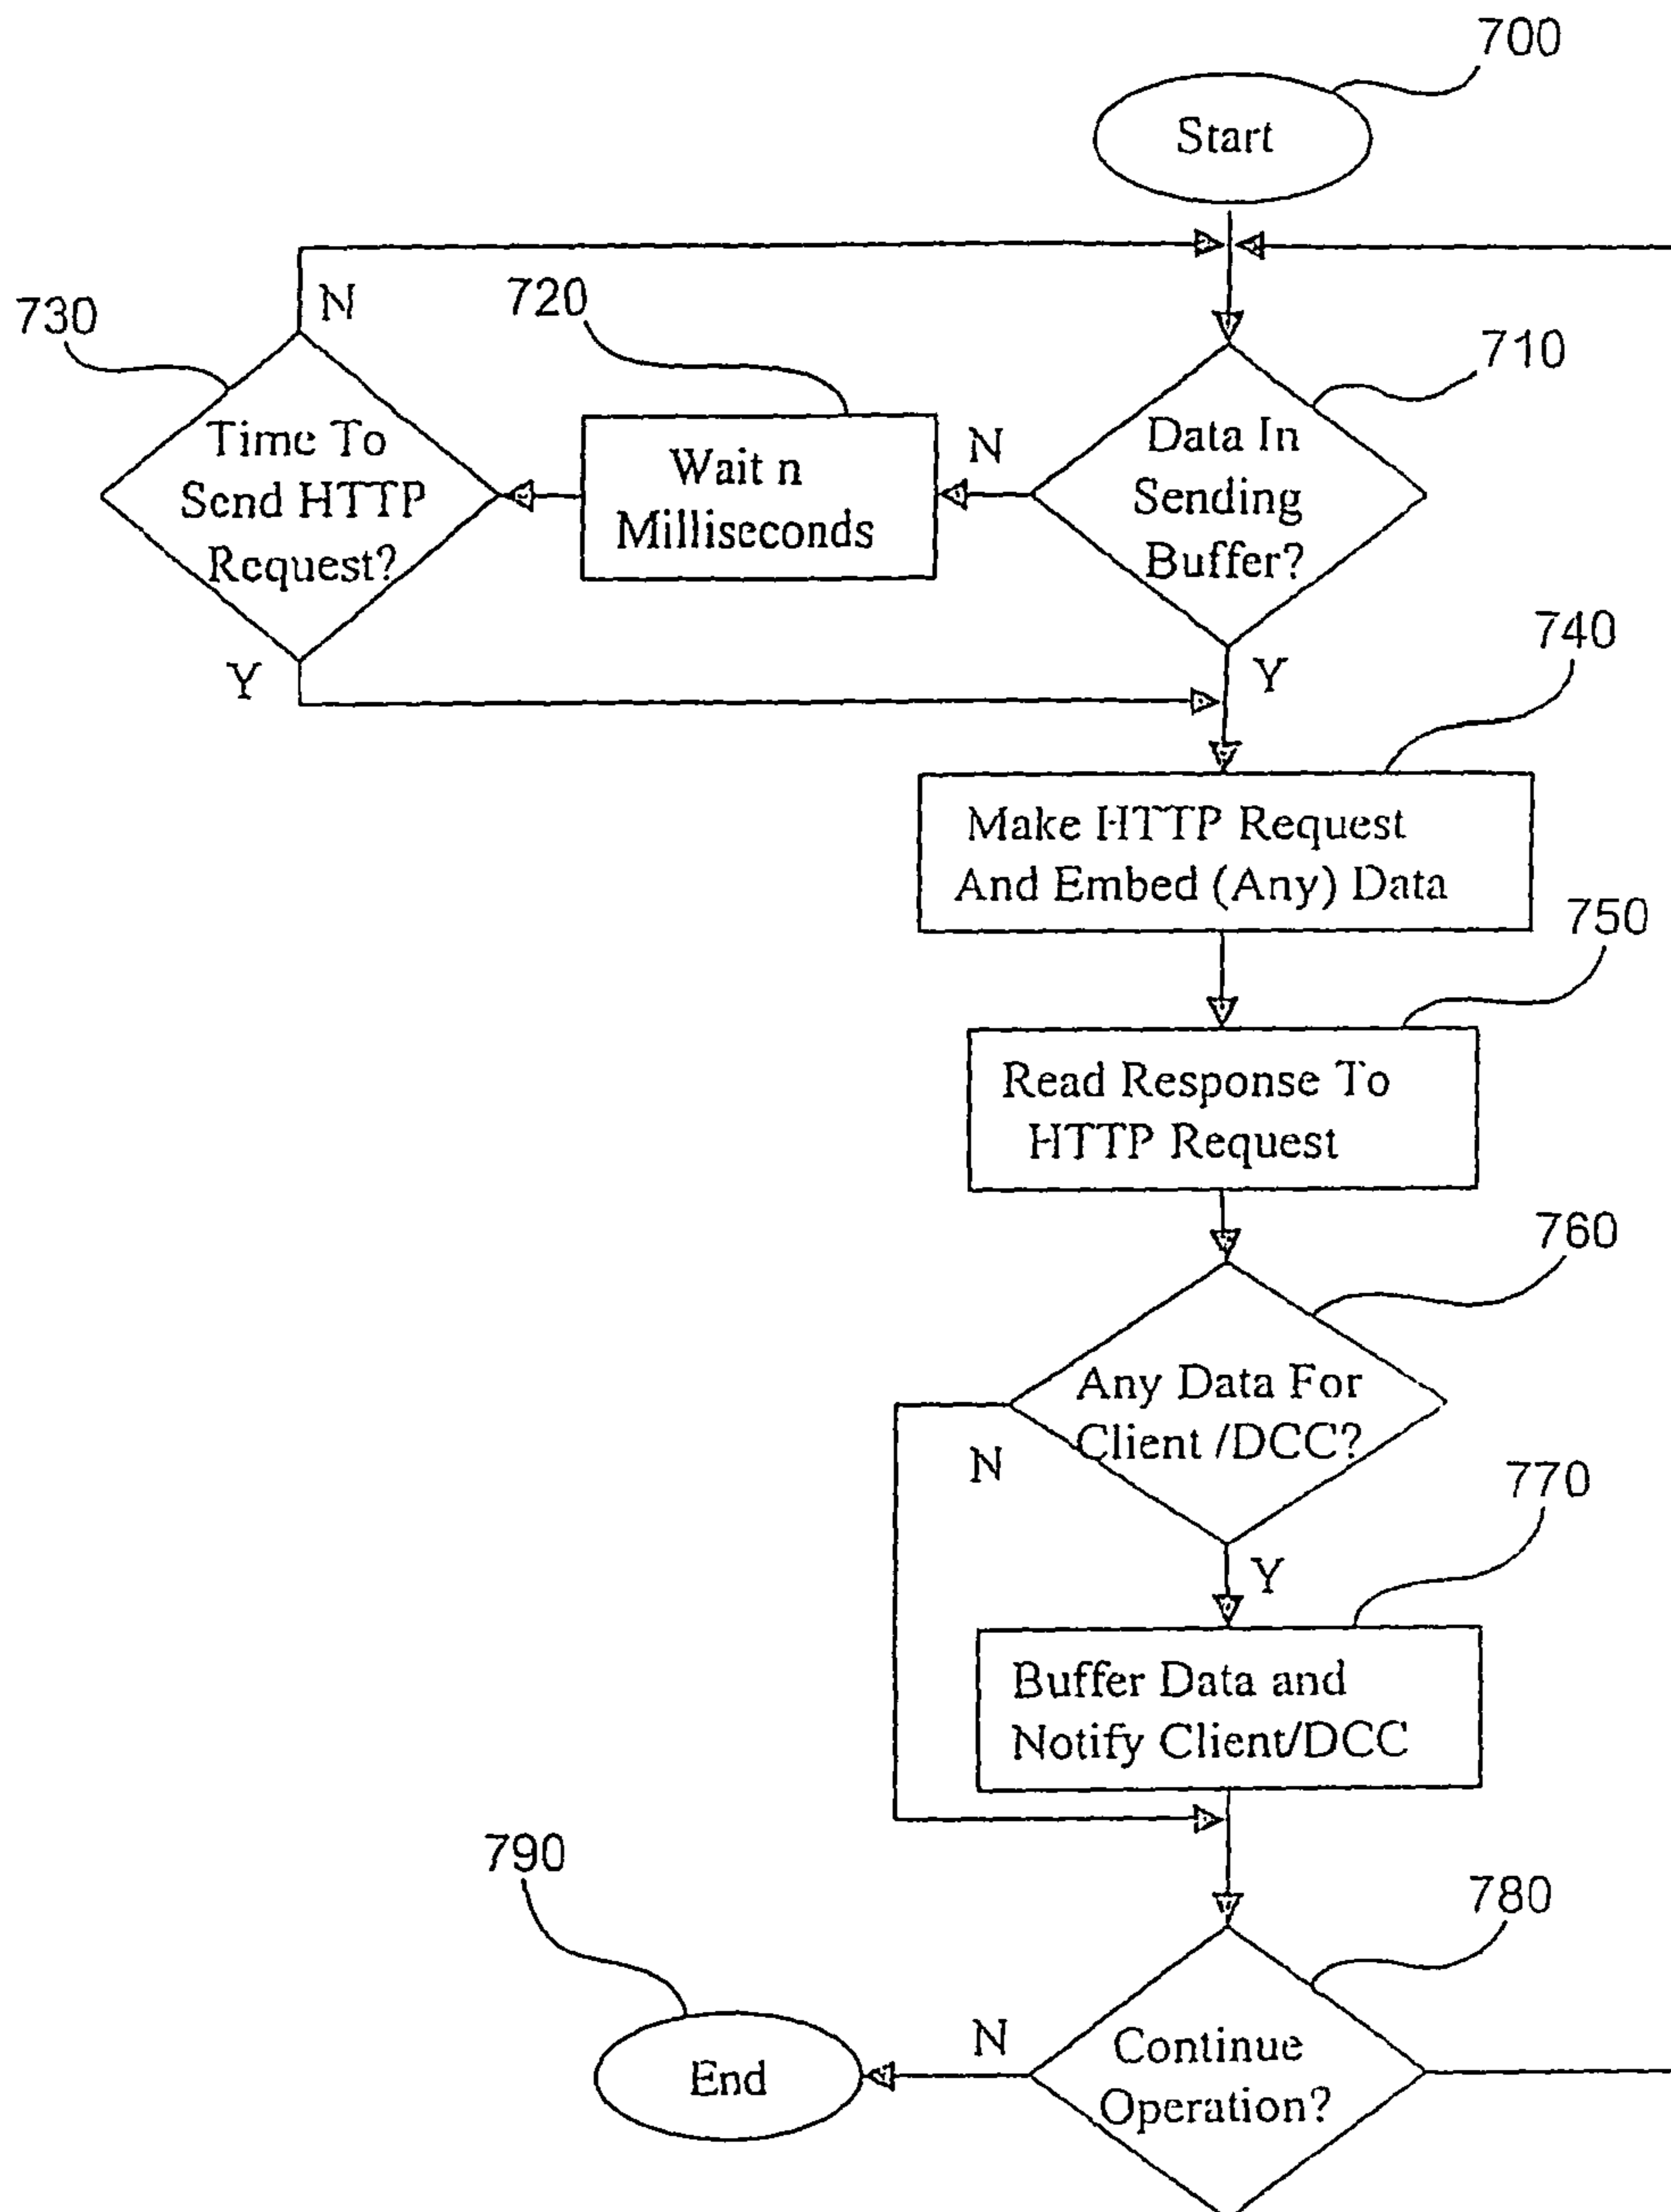 700
Start
N
730
720
710
Time To
Send HTTP
Request?
Wait n
Milliseconds
N
Data In
Sending
Buffer?
Y
Y
740
Make HTTP Request
And Embed (Any) Data
750
Read Response To
HTTP Request
760
Any Data For
Client /DCC?
N
770
Y
Buffer Data and
Notify Client/DCC
790
780
End
N
Continue
Operation?